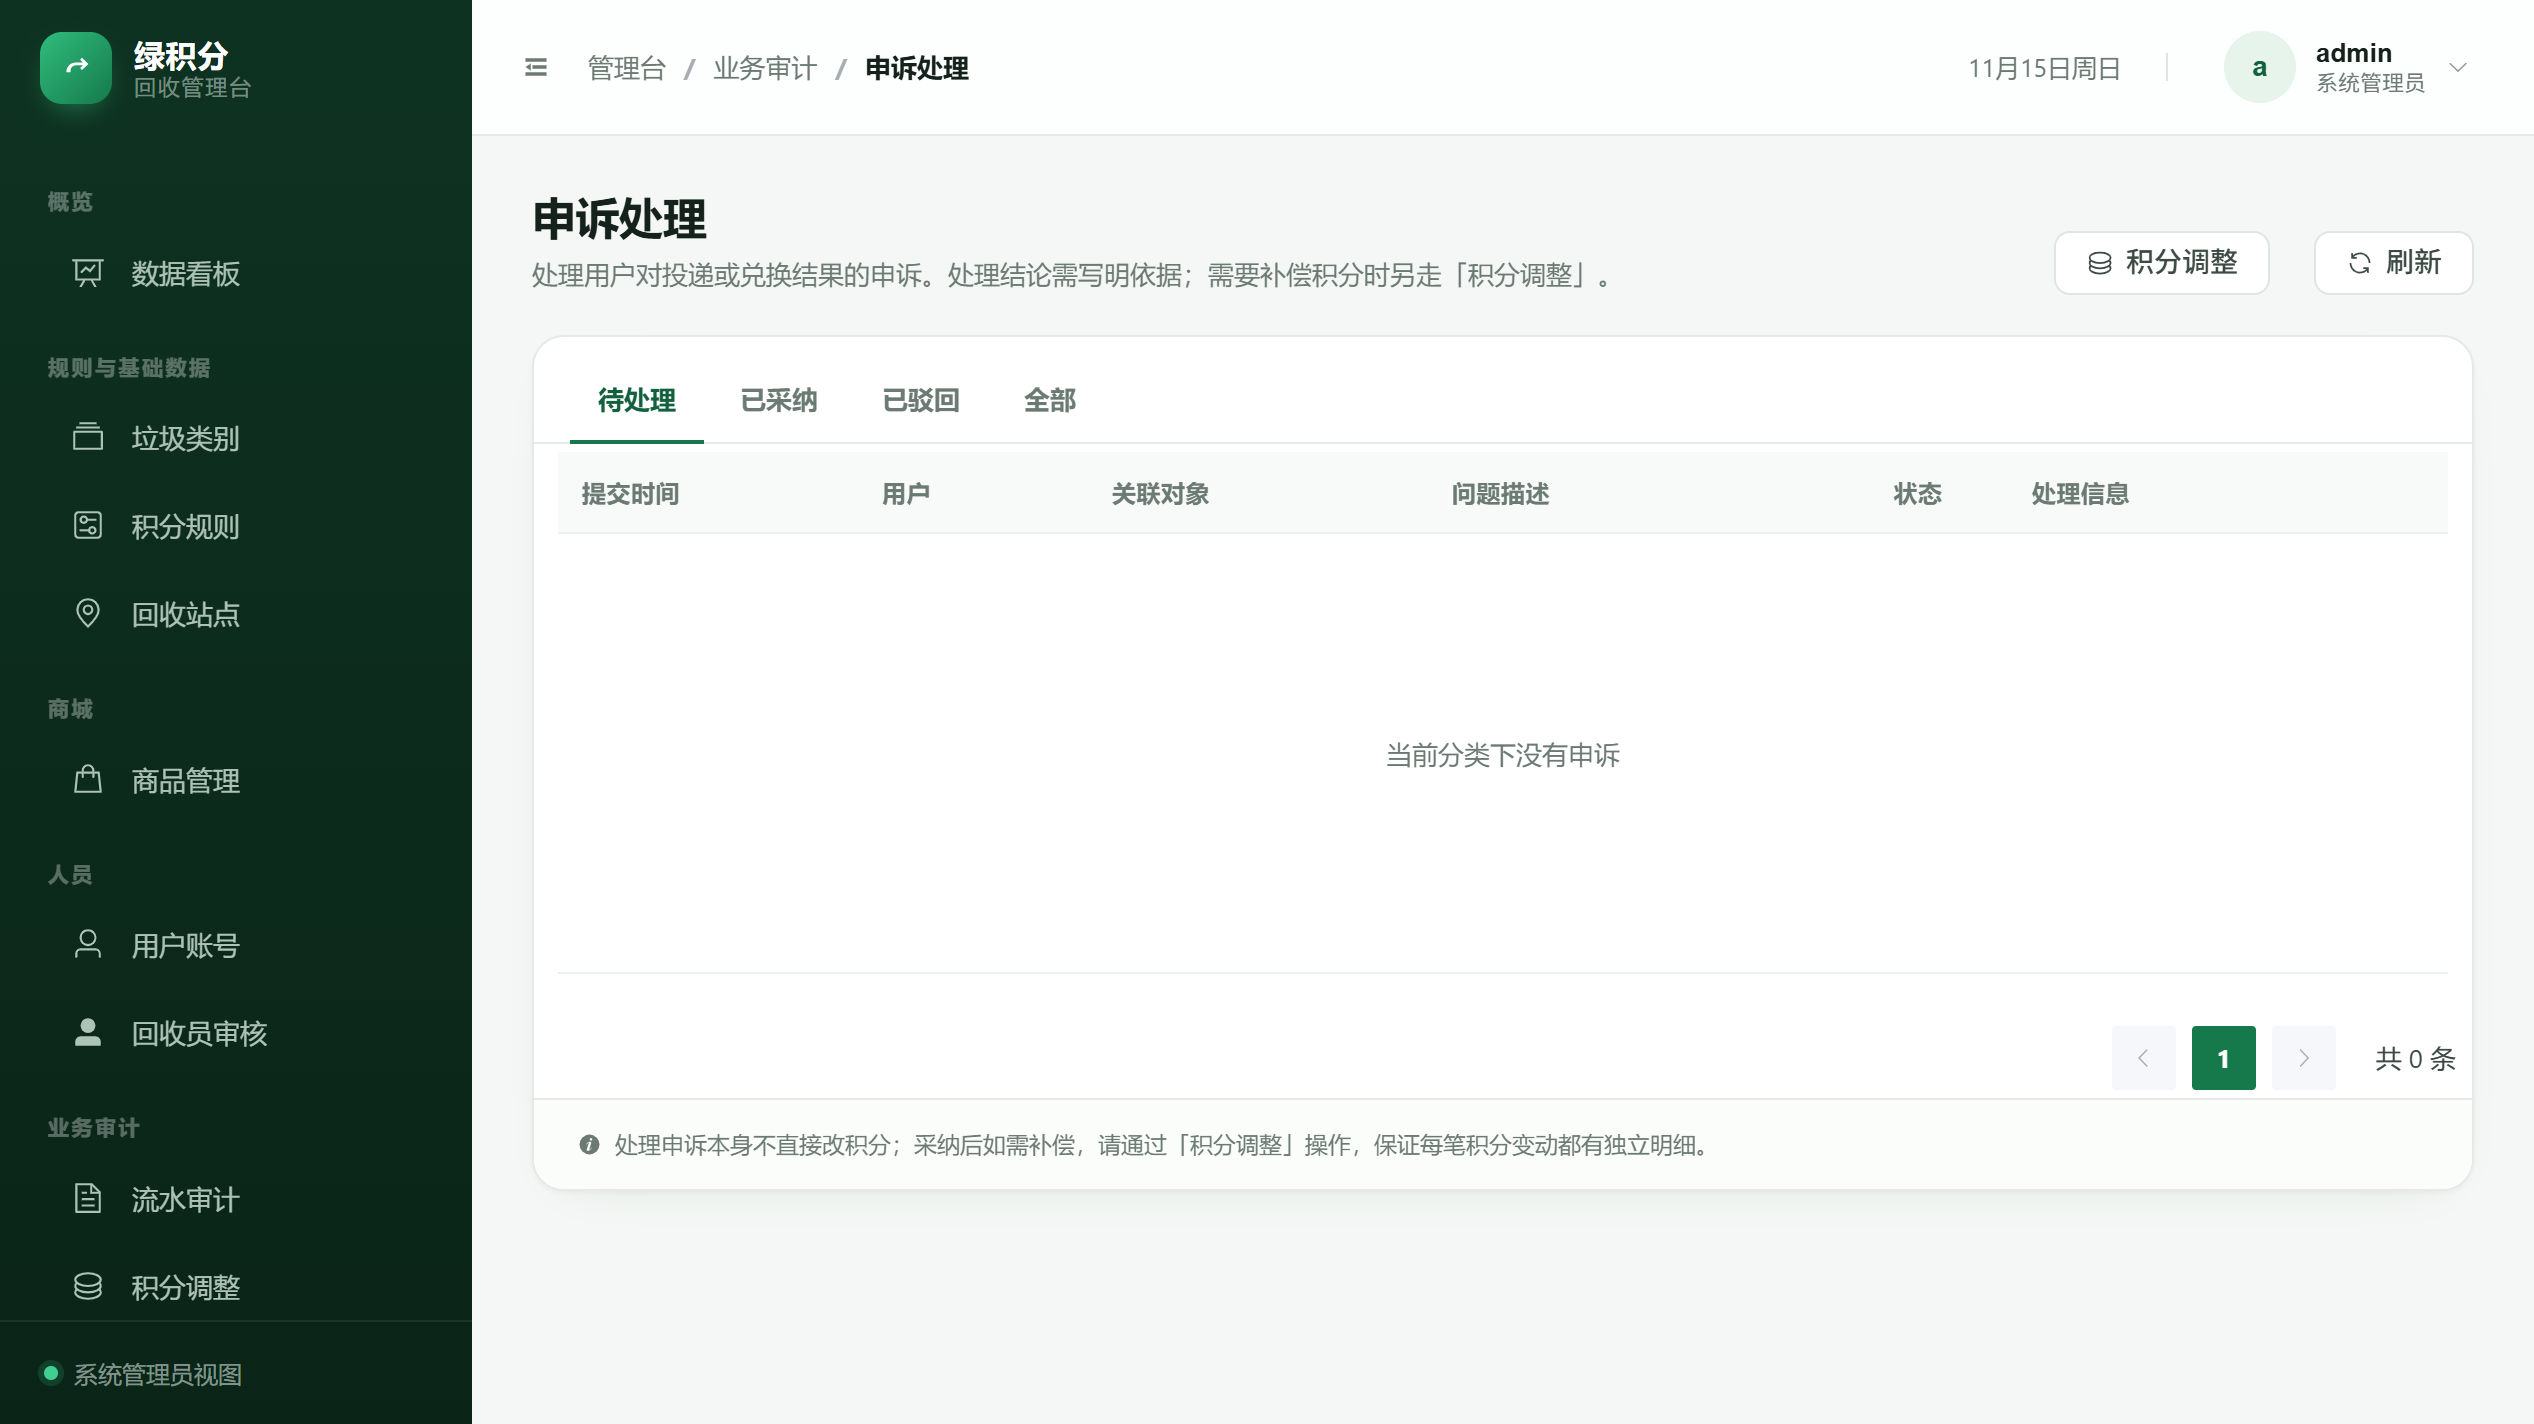 绿积分
回收管理台
概览
数据看板
规则与基础数据
垃圾类别
积分规则
回收站点
商城
商品管理
人员
用户账号
回收员审核
业务审计
流水审计
积分调整
系统管理员视图
管理台 / 业务审计 / 申诉处理
11月15日周日
a
admin
系统管理员
申诉处理
处理用户对投递或兑换结果的申诉。处理结论需写明依据；需要补偿积分时另走「积分调整」。
积分调整
刷新
待处理 已采纳 已驳回 全部
提交时间 用户 关联对象 问题描述 状态 处理信息
当前分类下没有申诉
1
共 0 条
处理申诉本身不直接改积分；采纳后如需补偿，请通过「积分调整」操作，保证每笔积分变动都有独立明细。